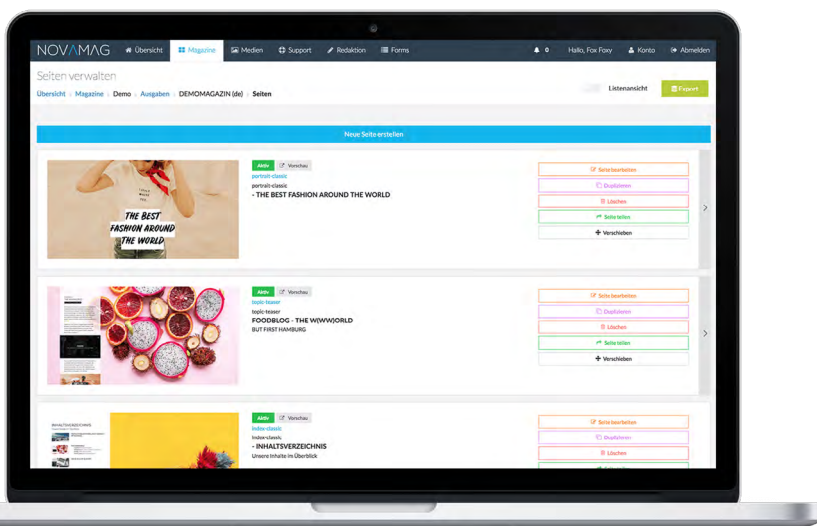 NOVAMAG Übersicht Magazine Medien Support Redaktion Forms 0 Hallo, Fox Foxy Konto Abmelden
Seiten verwalten
Übersicht Magazine Demo Ausgaben DEMOMAGAZIN (de) Seiten
Listenansicht Export
Neue Seite erstellen
Aktiv Vorschau
portrait-classic
portrait-classic
- THE BEST FASHION AROUND THE WORLD
THE BEST
FASHION AROUND
THE WORLD
Seite bearbeiten
Duplizieren
Löschen
Seite teilen
Verschieben
Aktiv Vorschau
topic-teaser
topic-teaser
FOODBLOG - THE W(WW)ORLD
BUT FIRST HAMBURG
Seite bearbeiten
Duplizieren
Löschen
Seite teilen
Verschieben
INHALTSVERZEICHNIS
Aktiv Vorschau
index-classic
index-classic
- INHALTSVERZEICHNIS
Unsere Inhalte im Überblick
Seite bearbeiten
Duplizieren
Löschen